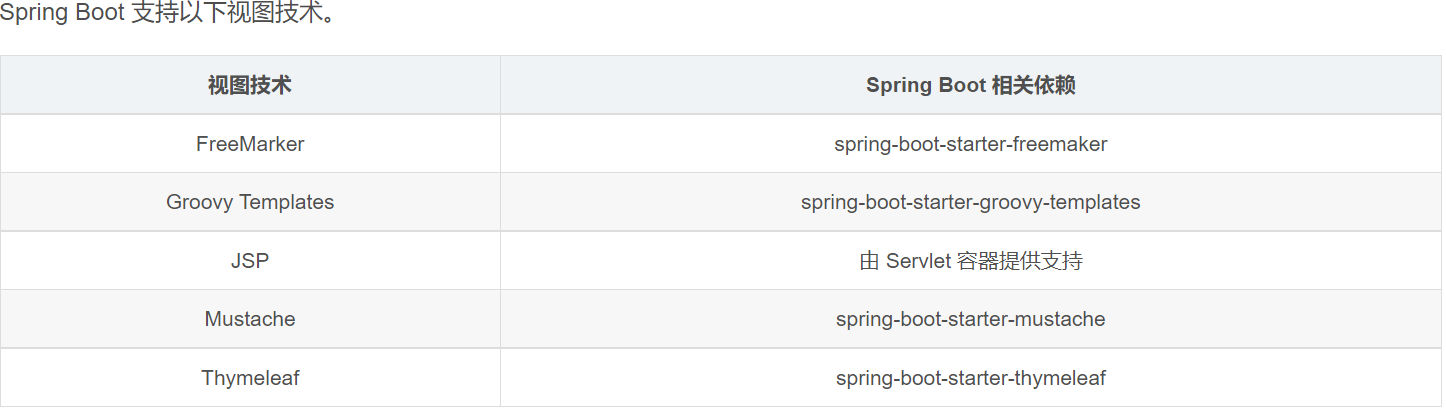 Spring Boot 支持以下视图技术。
视图技术 Spring Boot 相关依赖
FreeMarker spring-boot-starter-freemaker
Groovy Templates spring-boot-starter-groovy-templates
JSP 由 Servlet 容器提供支持
Mustache spring-boot-starter-mustache
Thymeleaf spring-boot-starter-thymeleaf